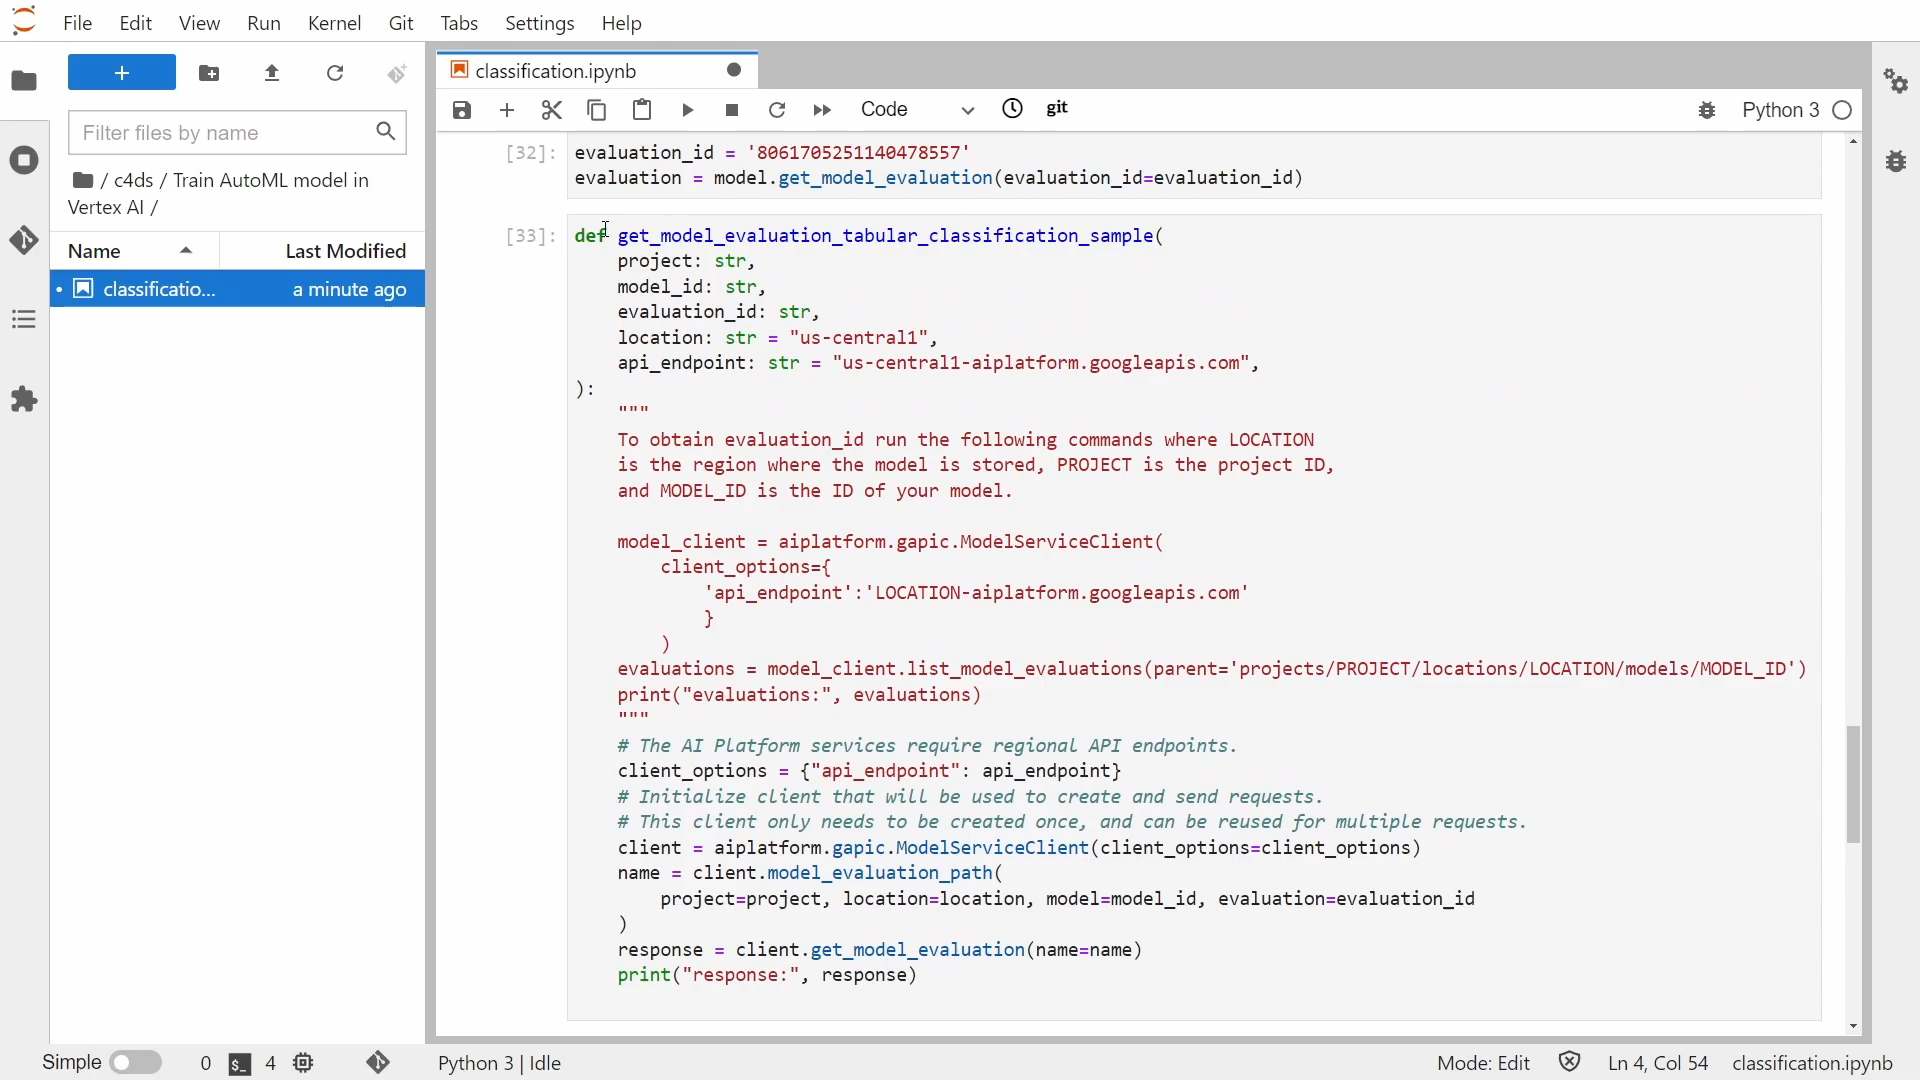 File Edit View Run Kernel Git Tabs Settings Help
classification.ipynb
Code
git
Python 3
Filter files by name
/ c4ds / Train AutoML model in
Vertex AI /
Name Last Modified
classificatio... a minute ago
[32]: evaluation_id = '8061705251140478557'
evaluation = model.get_model_evaluation(evaluation_id=evaluation_id)
[33]: def get_model_evaluation_tabular_classification_sample(
project: str,
model_id: str,
evaluation_id: str,
location: str = "us-central1",
api_endpoint: str = "us-central1-aiplatform.googleapis.com",
):
"""
To obtain evaluation_id run the following commands where LOCATION
is the region where the model is stored, PROJECT is the project ID,
and MODEL_ID is the ID of your model.
model_client = aiplatform.gapic.ModelServiceClient(
client_options={
'api_endpoint':'LOCATION-aiplatform.googleapis.com'
}
)
evaluations = model_client.list_model_evaluations(parent='projects/PROJECT/locations/LOCATION/models/MODEL_ID')
print("evaluations:", evaluations)
"""
# The AI Platform services require regional API endpoints.
client_options = {"api_endpoint": api_endpoint}
# Initialize client that will be used to create and send requests.
# This client only needs to be created once, and can be reused for multiple requests.
client = aiplatform.gapic.ModelServiceClient(client_options=client_options)
name = client.model_evaluation_path(
project=project, location=location, model=model_id, evaluation=evaluation_id
)
response = client.get_model_evaluation(name=name)
print("response:", response)
Simple 0 $_ 4 Python 3 | Idle Mode: Edit Ln 4, Col 54 classification.ipynb